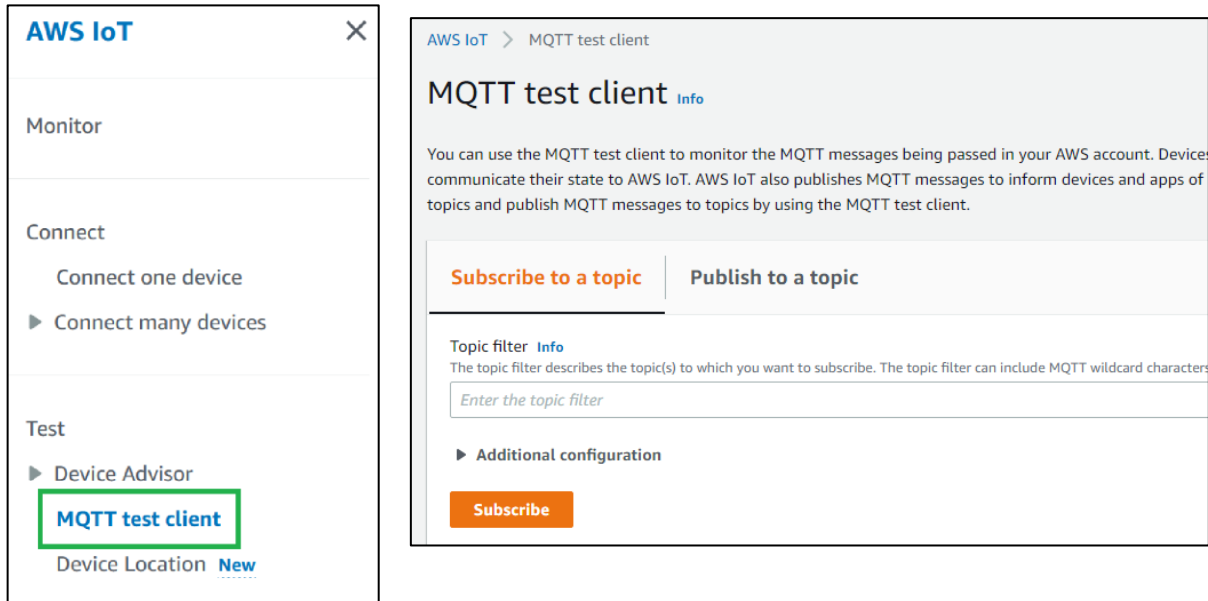 AWS IoT
Monitor
Connect
Connect one device
Connect many devices
Test
Device Advisor
MQTT test client
Device Location New
AWS IoT > MQTT test client
MQTT test client Info
You can use the MQTT test client to monitor the MQTT messages being passed in your AWS account. Devices
communicate their state to AWS IoT. AWS IoT also publishes MQTT messages to inform devices and apps of
topics and publish MQTT messages to topics by using the MQTT test client.
Subscribe to a topic
Publish to a topic
Topic filter Info
The topic filter describes the topic(s) to which you want to subscribe. The topic filter can include MQTT wildcard characters
Enter the topic filter
Additional configuration
Subscribe